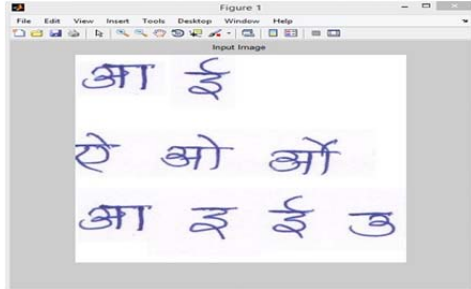 Figure 1
File Edit View Insert Tools Desktop Window Help
Input Image
आ ई
ऐ ओ औ
आ इ ई उ